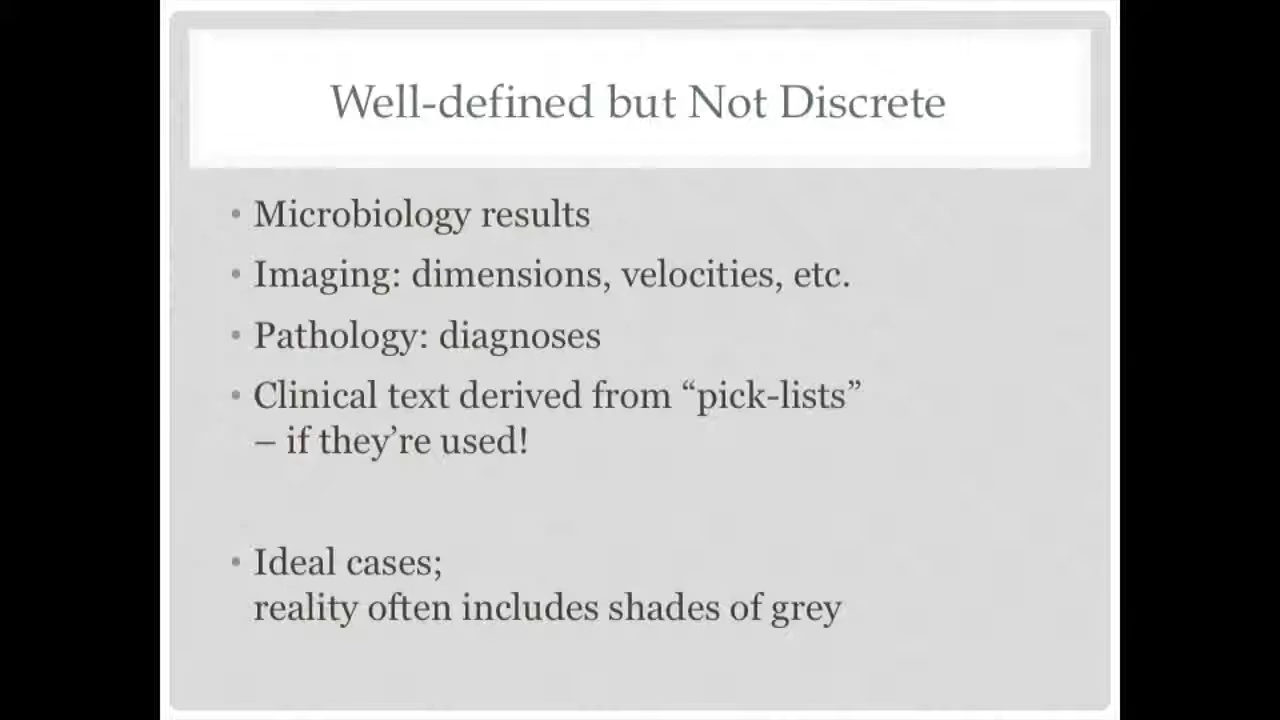 Well-defined but Not Discrete
• Microbiology results
• Imaging: dimensions, velocities, etc.
• Pathology: diagnoses
• Clinical text derived from “pick-lists”
– if they’re used!
• Ideal cases;
reality often includes shades of grey